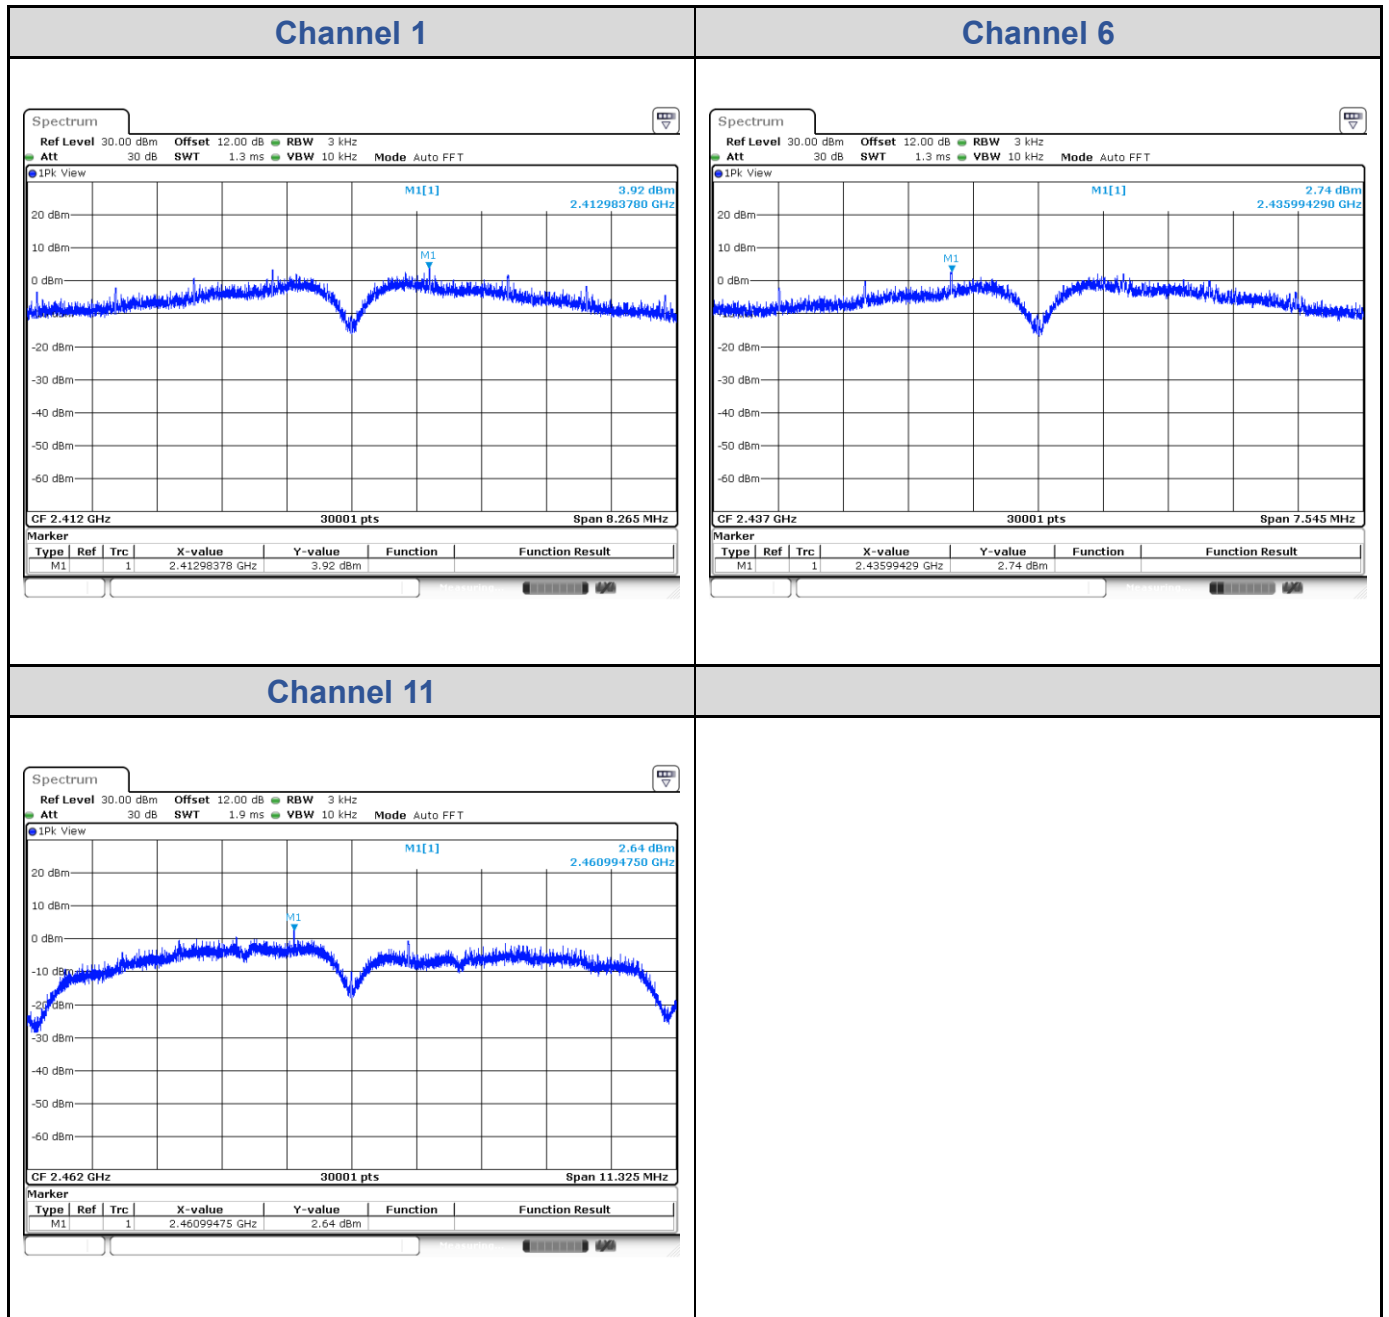 Channel 1
Channel 6
Spectrum
Ref Level 30.00 dBm Offset 12.00 dB RBW 3 kHz
Att 30 dB SWT 1.3 ms VBW 10 kHz Mode Auto FFT
1Pk View
M1[1] 3.92 dBm
2.412983780 GHz
20 dBm
10 dBm
M1
0 dBm
-20 dBm
-30 dBm
-40 dBm
-50 dBm
-60 dBm
CF 2.412 GHz 30001 pts Span 8.265 MHz
Marker
Type Ref Trc X-value Y-value Function Function Result
M1 1 2.41298378 GHz 3.92 dBm
Spectrum
Ref Level 30.00 dBm Offset 12.00 dB RBW 3 kHz
Att 30 dB SWT 1.3 ms VBW 10 kHz Mode Auto FFT
1Pk View
M1[1] 2.74 dBm
2.435994290 GHz
20 dBm
10 dBm
M1
0 dBm
-20 dBm
-30 dBm
-40 dBm
-50 dBm
-60 dBm
CF 2.437 GHz 30001 pts Span 7.545 MHz
Marker
Type Ref Trc X-value Y-value Function Function Result
M1 1 2.43599429 GHz 2.74 dBm
Channel 11
Spectrum
Ref Level 30.00 dBm Offset 12.00 dB RBW 3 kHz
Att 30 dB SWT 1.9 ms VBW 10 kHz Mode Auto FFT
1Pk View
M1[1] 2.64 dBm
2.460994750 GHz
20 dBm
10 dBm
M1
0 dBm
-10 dBm
-20 dBm
-30 dBm
-40 dBm
-50 dBm
-60 dBm
CF 2.462 GHz 30001 pts Span 11.325 MHz
Marker
Type Ref Trc X-value Y-value Function Function Result
M1 1 2.46099475 GHz 2.64 dBm